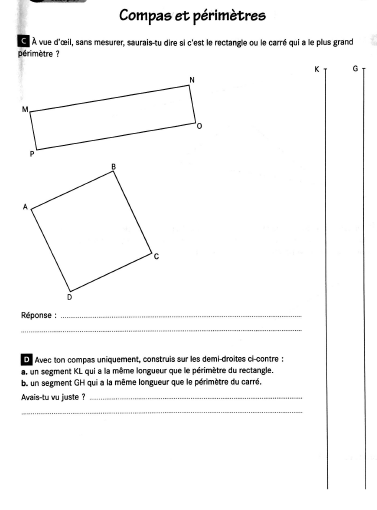 Compas et périmètres
C À vue d'œil, sans mesurer, saurais-tu dire si c'est le rectangle ou le carré qui a le plus grand
périmètre ?
K G
N
M
O
P
B
A
C
D
Réponse :
D Avec ton compas uniquement, construis sur les demi-droites ci-contre :
a. un segment KL qui a la même longueur que le périmètre du rectangle.
b. un segment GH qui a la même longueur que le périmètre du carré.
Avais-tu vu juste ?